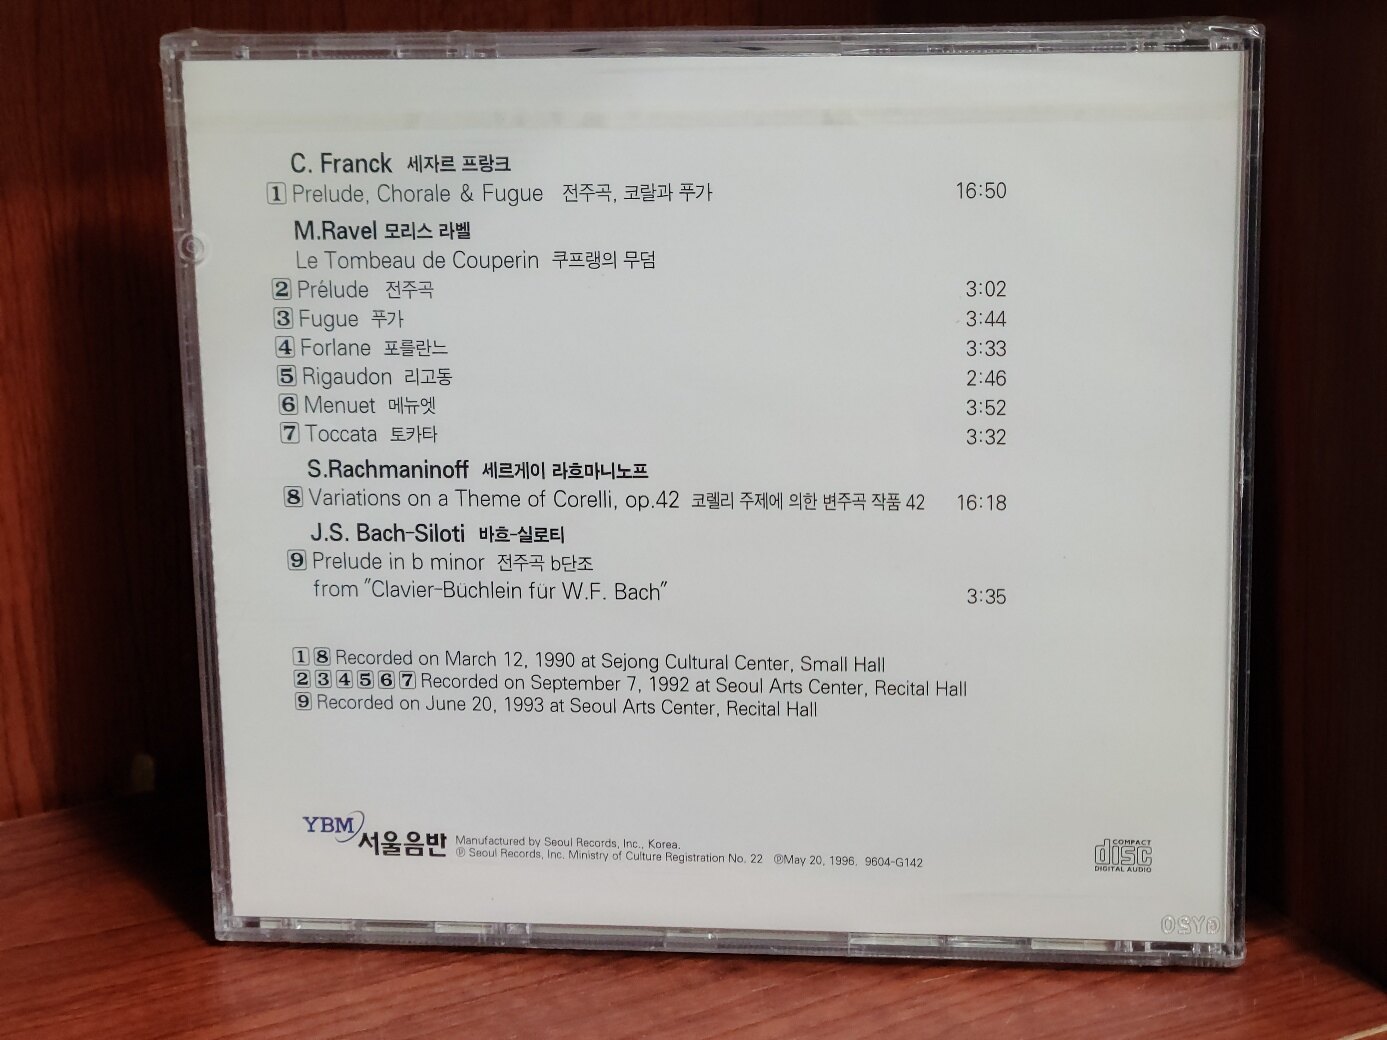 C. Franck 세자르 프랑크
1 Prelude, Chorale & Fugue 전주곡, 코랄과 푸가 16:50
M.Ravel 모리스 라벨
Le Tombeau de Couperin 쿠프랭의 무덤
2 Prélude 전주곡 3:02
3 Fugue 푸가 3:44
4 Forlane 포를란느 3:33
5 Rigaudon 리고동 2:46
6 Menuet 메뉴엣 3:52
7 Toccata 토카타 3:32
S.Rachmaninoff 세르게이 라흐마니노프
8 Variations on a Theme of Corelli, op.42 코렐리 주제에 의한 변주곡 작품 42 16:18
J.S. Bach-Siloti 바흐-실로티
9 Prelude in b minor 전주곡 b단조
from "Clavier-Büchlein für W.F. Bach" 3:35
1 8 Recorded on March 12, 1990 at Sejong Cultural Center, Small Hall
2 3 4 5 6 7 Recorded on September 7, 1992 at Seoul Arts Center, Recital Hall
9 Recorded on June 20, 1993 at Seoul Arts Center, Recital Hall
YBM 서울음반
Manufactured by Seoul Records, Inc., Korea.
℗ Seoul Records, Inc. Ministry of Culture Registration No. 22 ℗May 20, 1996. 9604-G142
COMPACT
disc
DIGITAL AUDIO